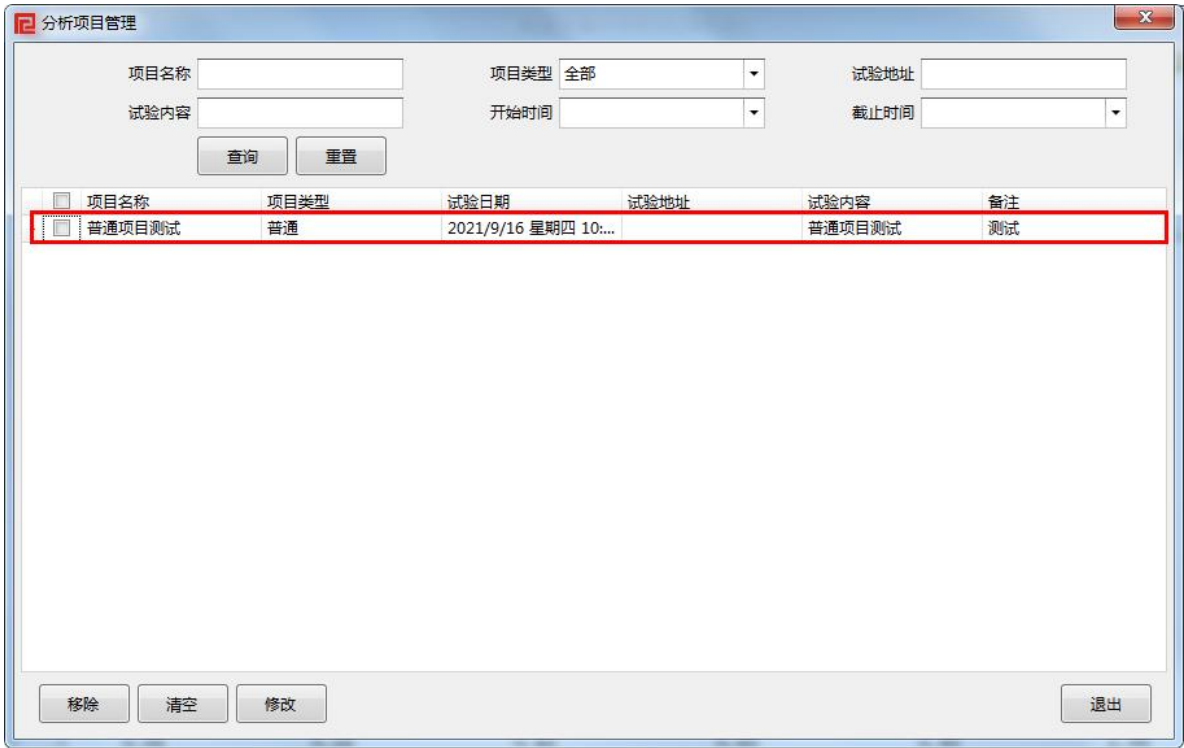 分析项目管理
项目名称 项目类型 全部 试验地址
试验内容 开始时间 截止时间
查询 重置
项目名称 项目类型 试验日期 试验地址 试验内容 备注
普通项目测试 普通 2021/9/16 星期四 10:... 普通项目测试 测试
移除 清空 修改 退出